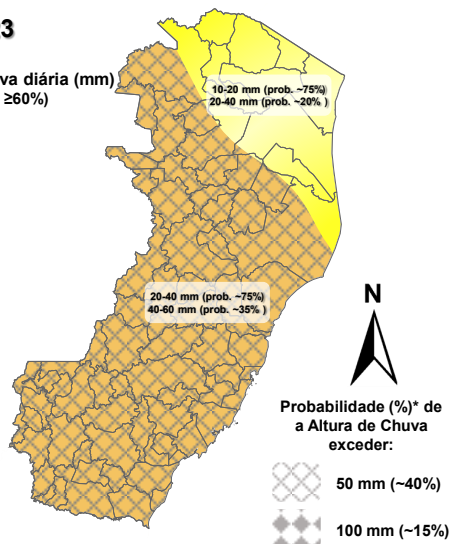 23
va diária (mm)
≥60%)
10-20 mm (prob. ~75%)
20-40 mm (prob. ~20% )
20-40 mm (prob. ~75%)
40-60 mm (prob. ~35% )
N
Probabilidade (%)* de
a Altura de Chuva
exceder:
50 mm (~40%)
100 mm (~15%)